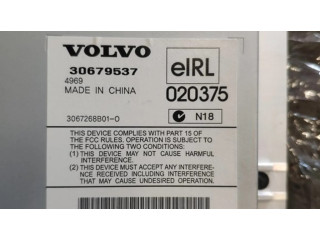 VOLVO
30679537
4969
MADE IN CHINA
3067268B01-0
eIRL
020375
N18
THIS DEVICE COMPLIES WITH PART 15 OF
THE FCC RULES. OPERATION IS SUBJECT TO
THE FOLLOWING TWO CONDITIONS:
(1) THIS DEVICE MAY NOT CAUSE HARMFUL
INTERFERENCE.
(2) THIS DEVICE MUST ACCEPT ANY INTERFERE-
NCE RECEIVED INCLUDING INTERFERENCE
THAT MAY CAUSE UNDESIRED OPERATION.